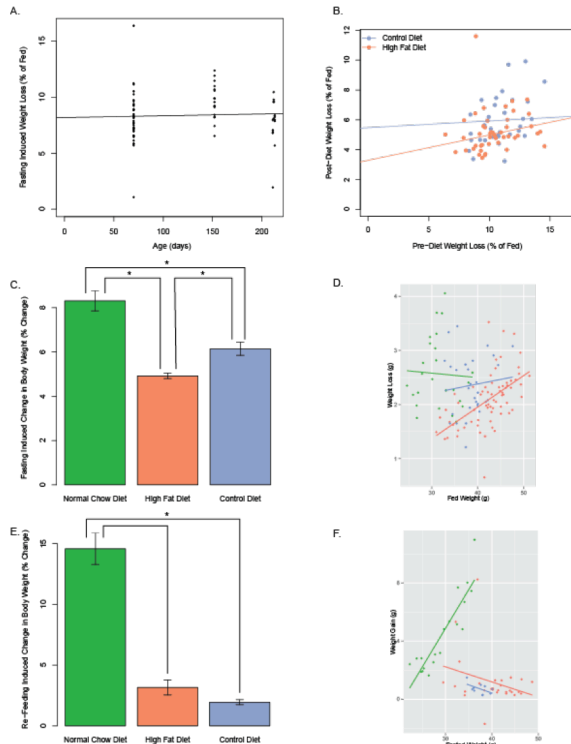 A.
Fasting Induced Weight Loss (% of Fed)
15
10
5
0
0
50
100
150
200
Age (days)
B.
Control Diet
High Fat Diet
Post-Diet Weight Loss (% of Fed)
12
10
8
6
4
2
0
0
5
10
15
Pre-Diet Weight Loss (% of Fed)
C.
Fasting Induced Change in Body Weight (% Change)
8
6
4
2
0
*
*
*
Normal Chow Diet
High Fat Diet
Control Diet
D.
Weight Loss (g)
4
3
2
1
30
40
50
Fed Weight (g)
E.
Re-Feeding Induced Change in Body Weight (% Change)
15
10
5
0
*
Normal Chow Diet
High Fat Diet
Control Diet
F.
Weight Gain (g)
0
30
40
50